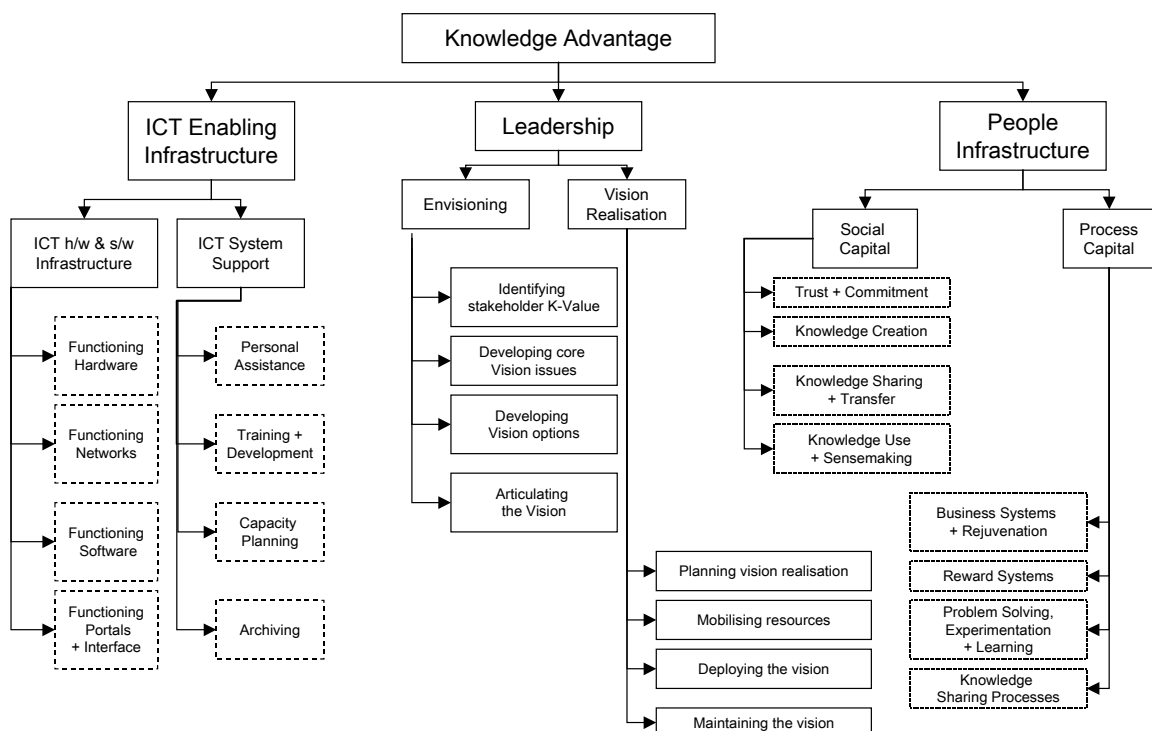 Knowledge Advantage
ICT Enabling
Infrastructure
Leadership
People
Infrastructure
Envisioning
Vision
Realisation
ICT h/w & s/w
Infrastructure
ICT System
Support
Social
Capital
Process
Capital
Functioning
Hardware
Functioning
Networks
Functioning
Software
Functioning
Portals
+ Interface
Personal
Assistance
Training +
Development
Capacity
Planning
Archiving
Identifying
stakeholder K-Value
Developing core
Vision issues
Developing
Vision options
Articulating
the Vision
Planning vision realisation
Mobilising resources
Deploying the vision
Maintaining the vision
Trust + Commitment
Knowledge Creation
Knowledge Sharing
+ Transfer
Knowledge Use
+ Sensemaking
Business Systems
+ Rejuvenation
Reward Systems
Problem Solving,
Experimentation
+ Learning
Knowledge
Sharing Processes